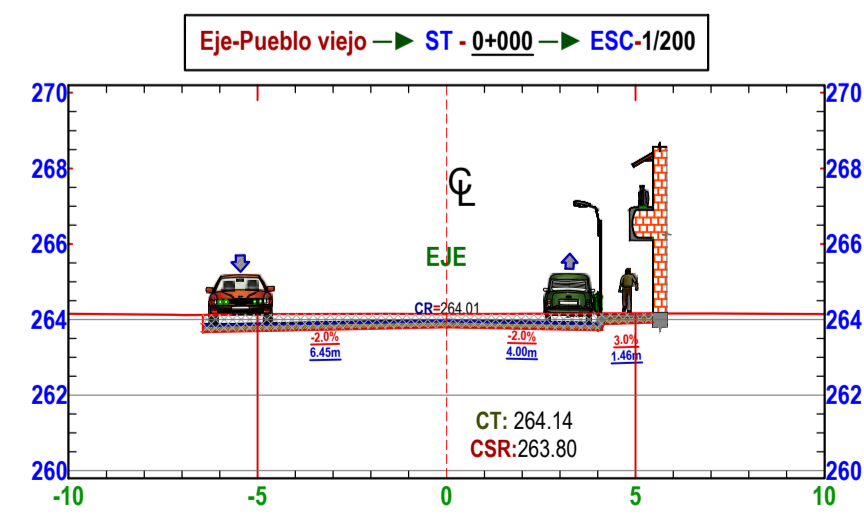 Eje-Pueblo viejo ST - 0+000 ESC-1/200
270 270
268 268
℄
266 266
EJE
CR=264.01
264 264
-2.0% -2.0% 3.0%
6.45m 4.00m 1.46m
262 262
CT: 264.14
CSR:263.80
260 260
-10 -5 0 5 10